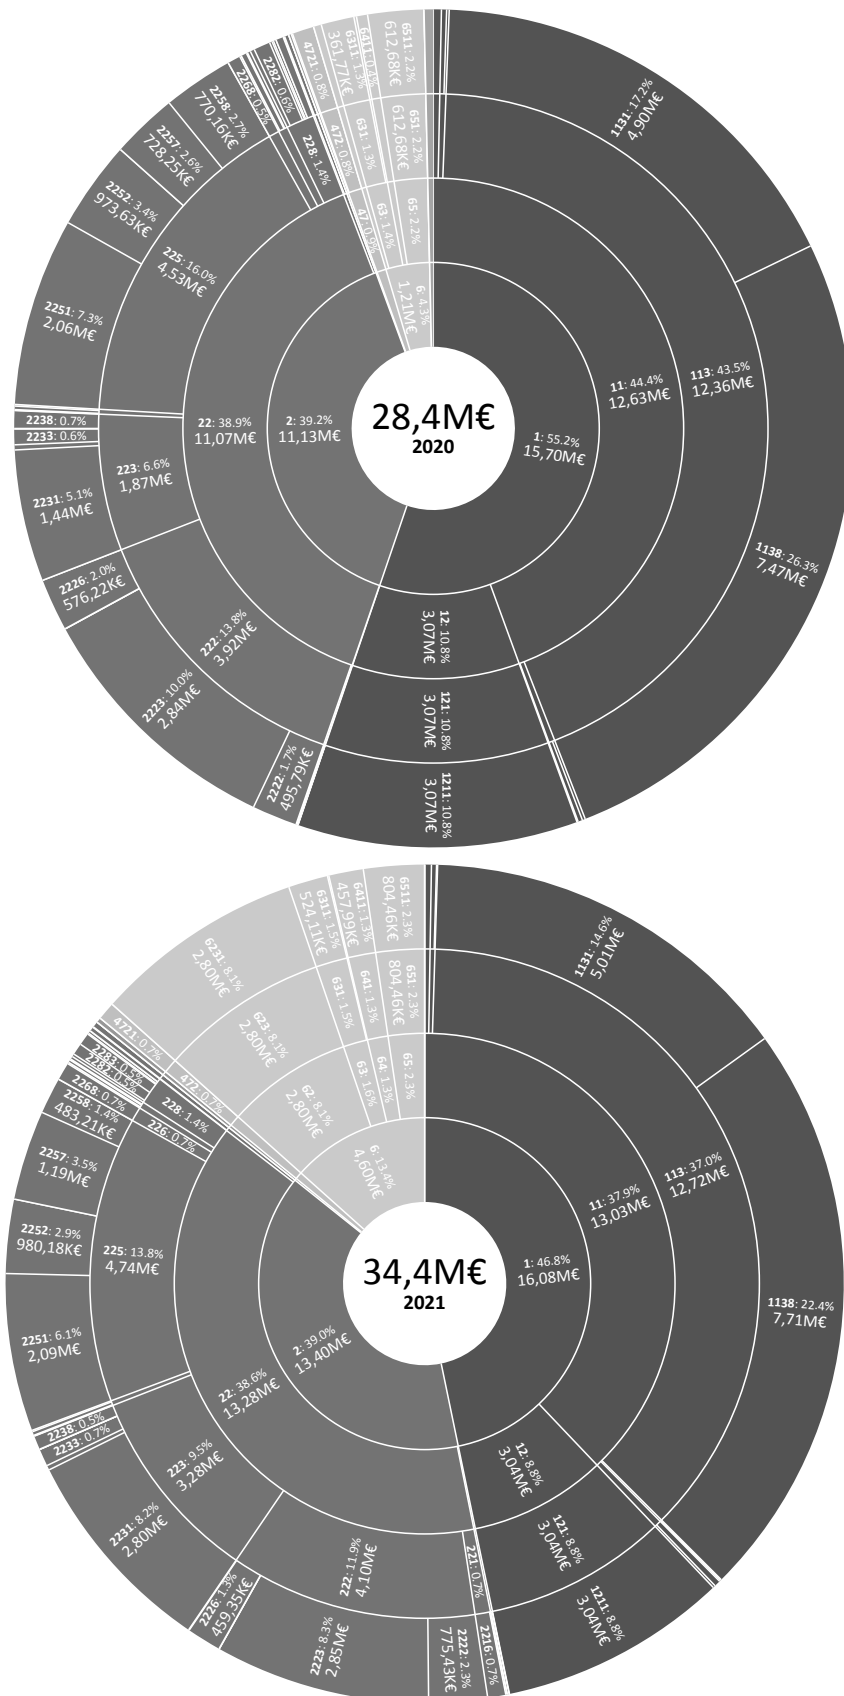 28,4M€
2020
1: 55.2%
15,70M€
11: 44.4%
12,63M€
113: 43.5%
12,36M€
1131: 17.2%
4,90M€
1138: 26.3%
7,47M€
12: 10.8%
3,07M€
121: 10.8%
3,07M€
1211: 10.8%
3,07M€
2: 39.2%
11,13M€
22: 38.9%
11,07M€
222: 13.8%
3,92M€
2222: 1.7%
495,79K€
2223: 10.0%
2,84M€
2226: 2.0%
576,22K€
223: 6.6%
1,87M€
2231: 5.1%
1,44M€
2233: 0.6%
2238: 0.7%
225: 16.0%
4,53M€
2251: 7.3%
2,06M€
2252: 3.4%
973,63K€
2257: 2.6%
728,25K€
2258: 2.7%
770,16K€
2268: 0.5%
228: 1.4%
2282: 0.6%
47: 0.9%
472: 0.8%
4721: 0.8%
6: 4.3%
1,21M€
63: 1.4%
631: 1.3%
6311: 1.3%
361,77K€
6411: 0.4%
65: 2.2%
651: 2.2%
612,68K€
6511: 2.2%
612,68K€
34,4M€
2021
1: 46.8%
16,08M€
11: 37.9%
13,03M€
113: 37.0%
12,72M€
1131: 14.6%
5,01M€
1138: 22.4%
7,71M€
12: 8.8%
3,04M€
121: 8.8%
3,04M€
1211: 8.8%
3,04M€
2: 39.0%
13,40M€
22: 38.6%
13,28M€
221: 0.7%
2216: 0.7%
222: 11.9%
4,10M€
2222: 2.3%
775,43K€
2223: 8.3%
2,85M€
2226: 1.3%
459,35K€
223: 9.5%
3,28M€
2231: 8.2%
2,80M€
2233: 0.7%
2238: 0.5%
225: 13.8%
4,74M€
2251: 6.1%
2,09M€
2252: 2.9%
980,18K€
2257: 3.5%
1,19M€
2258: 1.4%
483,21K€
226: 0.7%
2268: 0.7%
228: 1.4%
2282: 0.5%
2283: 0.5%
472: 0.7%
4721: 0.7%
6: 13.4%
4,60M€
62: 8.1%
2,80M€
623: 8.1%
2,80M€
6231: 8.1%
2,80M€
63: 1.6%
631: 1.5%
6311: 1.5%
524,11K€
64: 1.3%
641: 1.3%
6411: 1.3%
457,99K€
65: 2.3%
651: 2.3%
804,46K€
6511: 2.3%
804,46K€